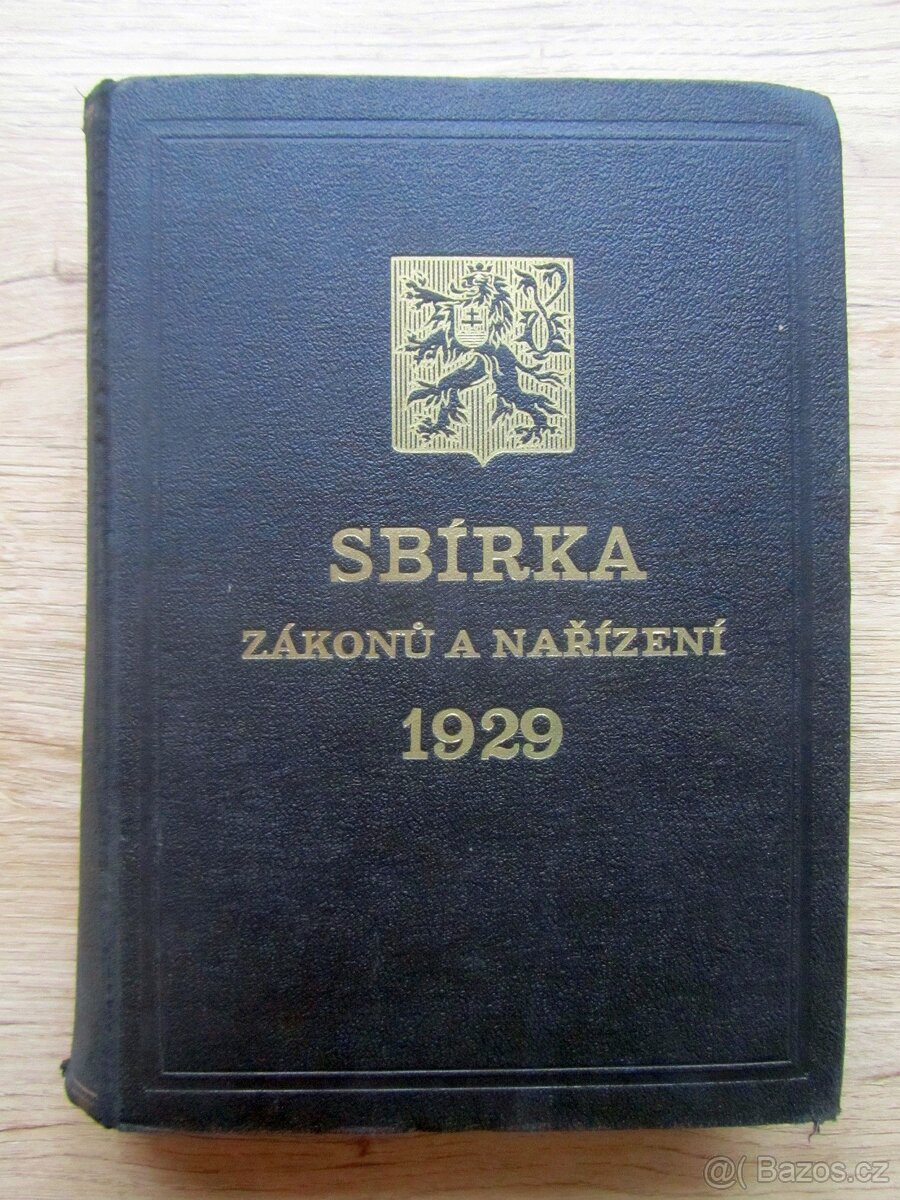 SBÍRKA
ZÁKONŮ A NAŘÍZENÍ
1929
@( Bazos.cz